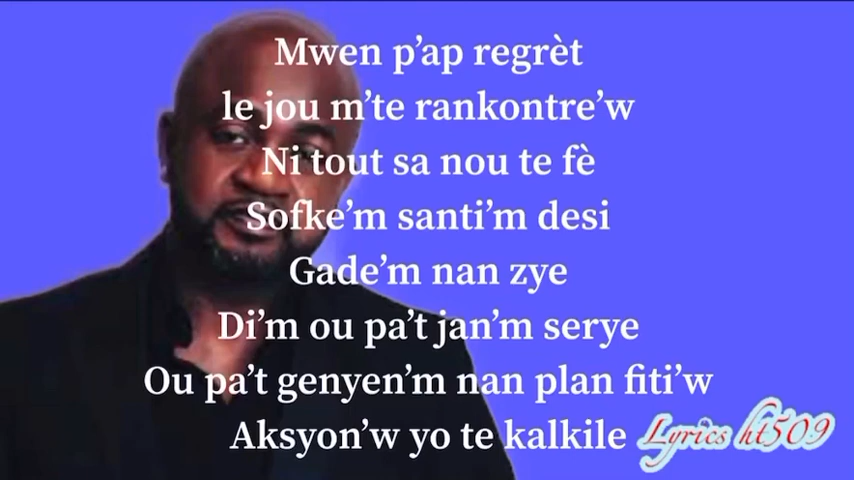 Mwen p’ap regrèt
le jou m’te rankontre’w
Ni tout sa nou te fè
Sofke’m santi’m desi
Gade’m nan zye
Di’m ou pa’t jan’m serye
Ou pa’t genyen’m nan plan fiti’w
Aksyon’w yo te kalkile
Lyrics ht509